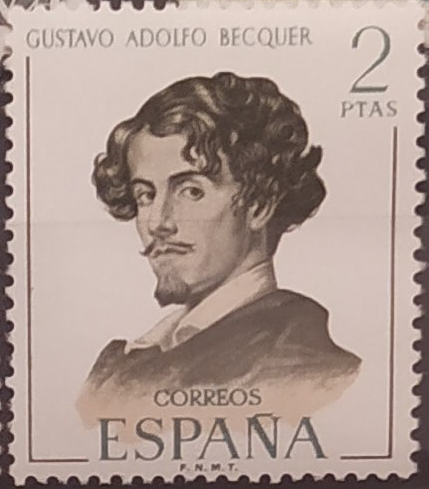 GUSTAVO ADOLFO BECQUER
2
PTAS
CORREOS
ESPAÑA
F. N. M. T.